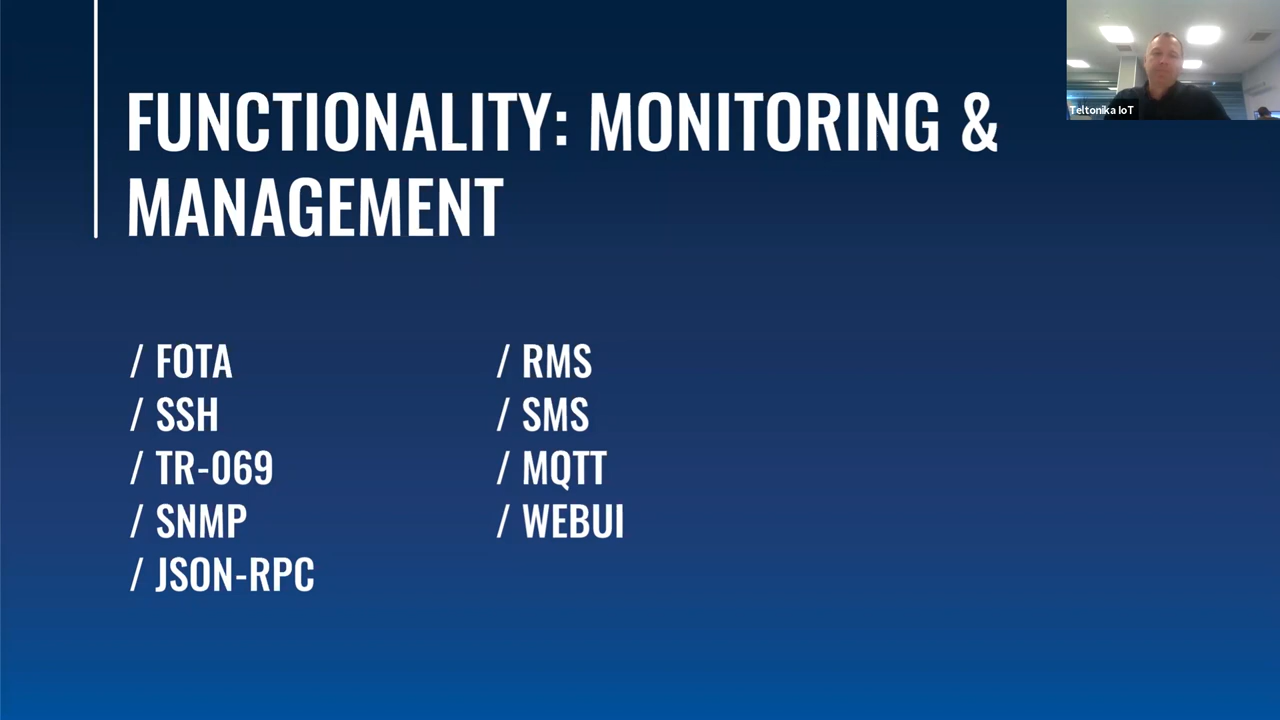 FUNCTIONALITY: MONITORING &
MANAGEMENT
/ FOTA
/ SSH
/ TR-069
/ SNMP
/ JSON-RPC
/ RMS
/ SMS
/ MQTT
/ WEBUI
Teltonika IoT